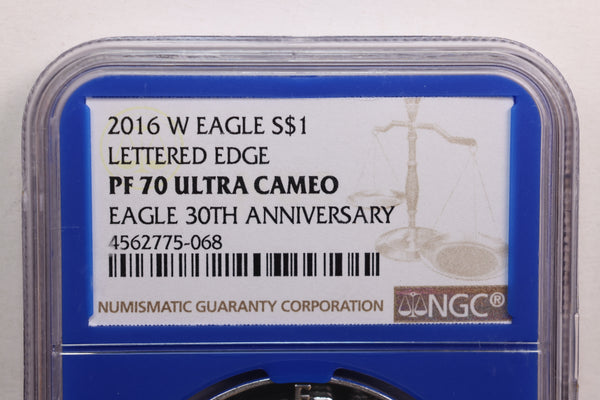 2016 W EAGLE S$1
LETTERED EDGE
PF 70 ULTRA CAMEO
EAGLE 30TH ANNIVERSARY
4562775-068
NUMISMATIC GUARANTY CORPORATION NGC®